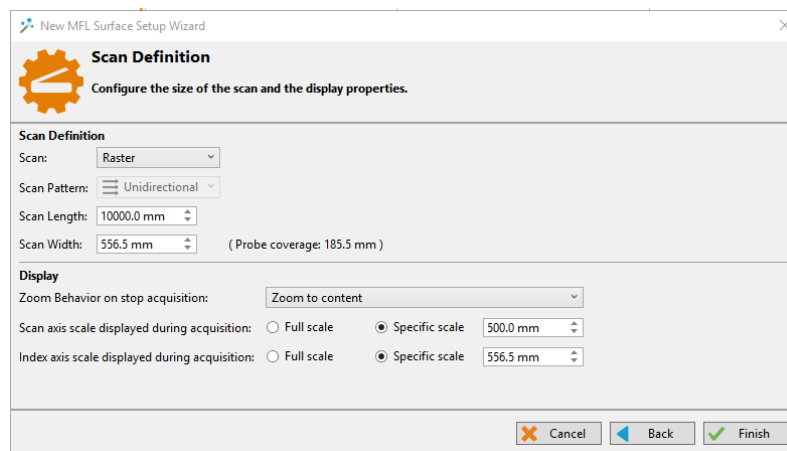 New MFL Surface Setup Wizard
Scan Definition
Configure the size of the scan and the display properties.
Scan Definition
Scan: Raster
Scan Pattern: Unidirectional
Scan Length: 10000.0 mm
Scan Width: 556.5 mm ( Probe coverage: 185.5 mm )
Display
Zoom Behavior on stop acquisition: Zoom to content
Scan axis scale displayed during acquisition: Full scale Specific scale 500.0 mm
Index axis scale displayed during acquisition: Full scale Specific scale 556.5 mm
Cancel Back Finish